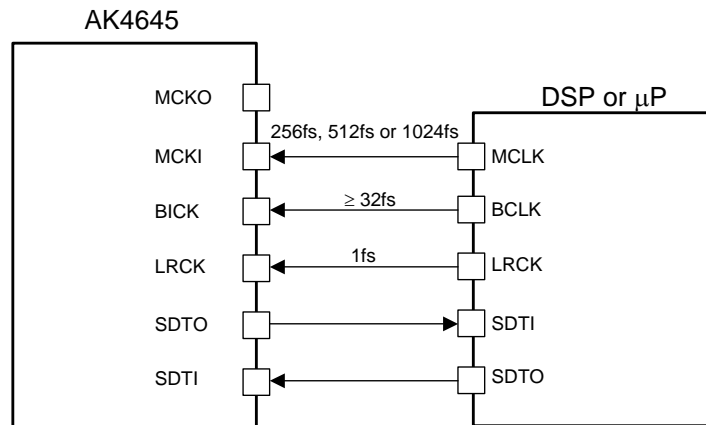 AK4645
DSP or μP
MCKO
256fs, 512fs or 1024fs
MCKI
MCLK
≥ 32fs
BICK
BCLK
1fs
LRCK
LRCK
SDTO
SDTI
SDTI
SDTO